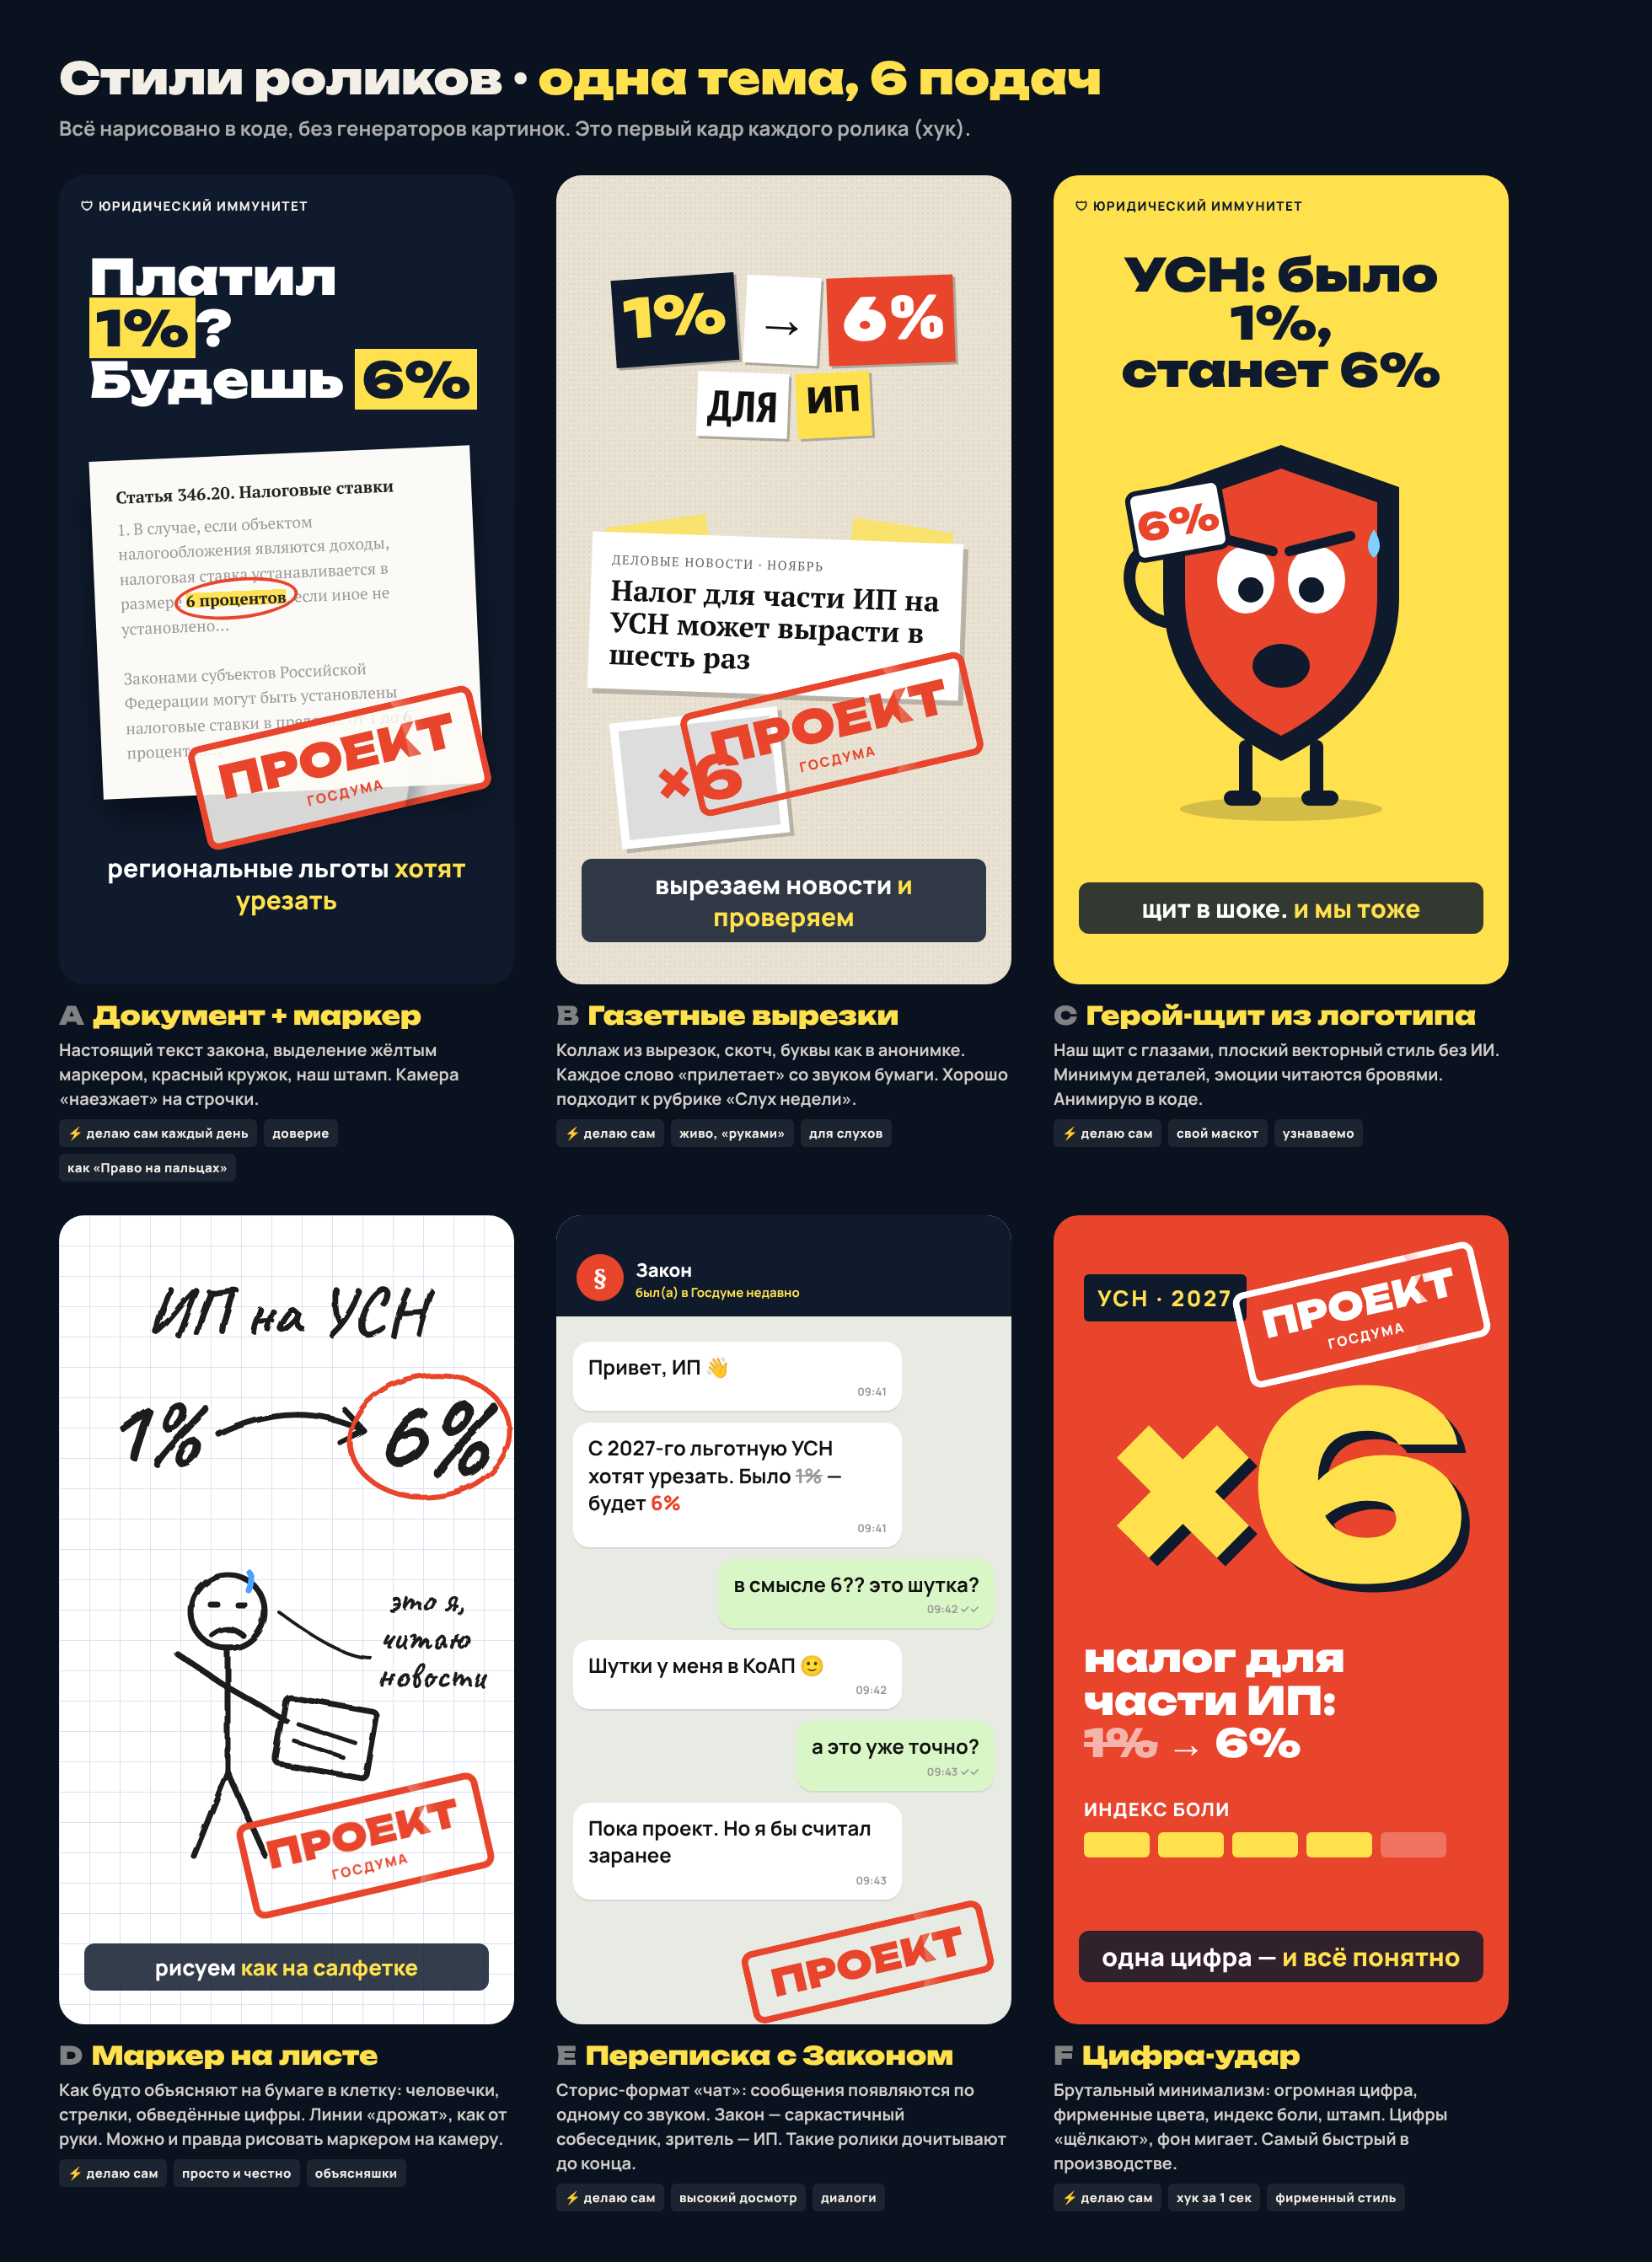 Стили роликов · одна тема, 6 подач
Всё нарисовано в коде, без генераторов картинок. Это первый кадр каждого ролика (хук).
ЮРИДИЧЕСКИЙ ИММУНИТЕТ
Платил
1%?
Будешь 6%
Статья 346.20. Налоговые ставки
1. В случае, если объектом
налогообложения являются доходы,
налоговая ставка устанавливается в
размере 6 процентов, если иное не
установлено...
Законами субъектов Российской
Федерации могут быть установлены
налоговые ставки в от 1 до 6
ПРОЕКТ
ГОСДУМА
региональные льготы хотят
урезать
A Документ + маркер
Настоящий текст закона, выделение жёлтым
маркером, красный кружок, наш штамп. Камера
«наезжает» на строчки.
⚡ делаю сам каждый день
доверие
как «Право на пальцах»
1% → 6%
ДЛЯ ИП
ДЕЛОВЫЕ НОВОСТИ · НОЯБРЬ
Налог для части ИП на
УСН может вырасти в
шесть раз
ПРОЕКТ
ГОСДУМА
×6
вырезаем новости и
проверяем
B Газетные вырезки
Коллаж из вырезок, скотч, буквы как в анонимке.
Каждое слово «прилетает» со звуком бумаги. Хорошо
подходит к рубрике «Слух недели».
⚡ делаю сам
живо, «руками»
для слухов
ЮРИДИЧЕСКИЙ ИММУНИТЕТ
УСН: было
1%,
станет 6%
6%
щит в шоке. и мы тоже
C Герой-щит из логотипа
Наш щит с глазами, плоский векторный стиль без ИИ.
Минимум деталей, эмоции читаются бровями.
Анимирую в коде.
⚡ делаю сам
свой маскот
узнаваемо
ИП на УСН
1% 6%
это я,
читаю
новости
ПРОЕКТ
ГОСДУМА
рисуем как на салфетке
D Маркер на листе
Как будто объясняют на бумаге в клетку: человечки,
стрелки, обведённые цифры. Линии «дрожат», как от
руки. Можно и правда рисовать маркером на камеру.
⚡ делаю сам
просто и честно
объясняшки
§
Закон
был(а) в Госдуме недавно
Привет, ИП 👋
09:41
С 2027-го льготную УСН
хотят урезать. Было 1% —
будет 6%
09:41
в смысле 6?? это шутка?
09:42 ✓✓
Шутки у меня в КоАП 🙂
09:42
а это уже точно?
09:43 ✓✓
Пока проект. Но я бы считал
заранее
09:43
ПРОЕКТ
E Переписка с Законом
Сторис-формат «чат»: сообщения появляются по
одному со звуком. Закон — саркастичный
собеседник, зритель — ИП. Такие ролики дочитывают
до конца.
⚡ делаю сам
высокий досмотр
диалоги
УСН · 2027
ПРОЕКТ
ГОСДУМА
×6
налог для
части ИП:
1% → 6%
ИНДЕКС БОЛИ
одна цифра — и всё понятно
F Цифра-удар
Брутальный минимализм: огромная цифра,
фирменные цвета, индекс боли, штамп. Цифры
«щёлкают», фон мигает. Самый быстрый в
производстве.
⚡ делаю сам
хук за 1 сек
фирменный стиль